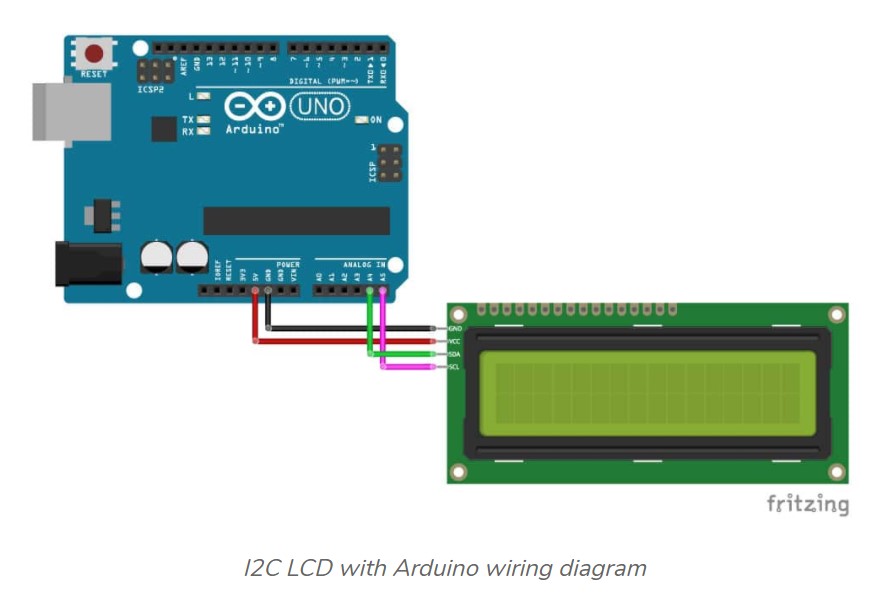 AREF
GND
13
12
~11
~10
~9
8
7
~6
~5
4
~3
2
TXD▶1
RXD◀0
RESET
ICSP2
DIGITAL (PWM=~)
L
UNO
TX
RX
Arduino™
ON
1
ICSP
POWER
ANALOG IN
IOREF
RESET
3V3
5V
GND
GND
VIN
A0
A1
A2
A3
A4
A5
GND
VCC
SDA
SCL
fritzing
I2C LCD with Arduino wiring diagram